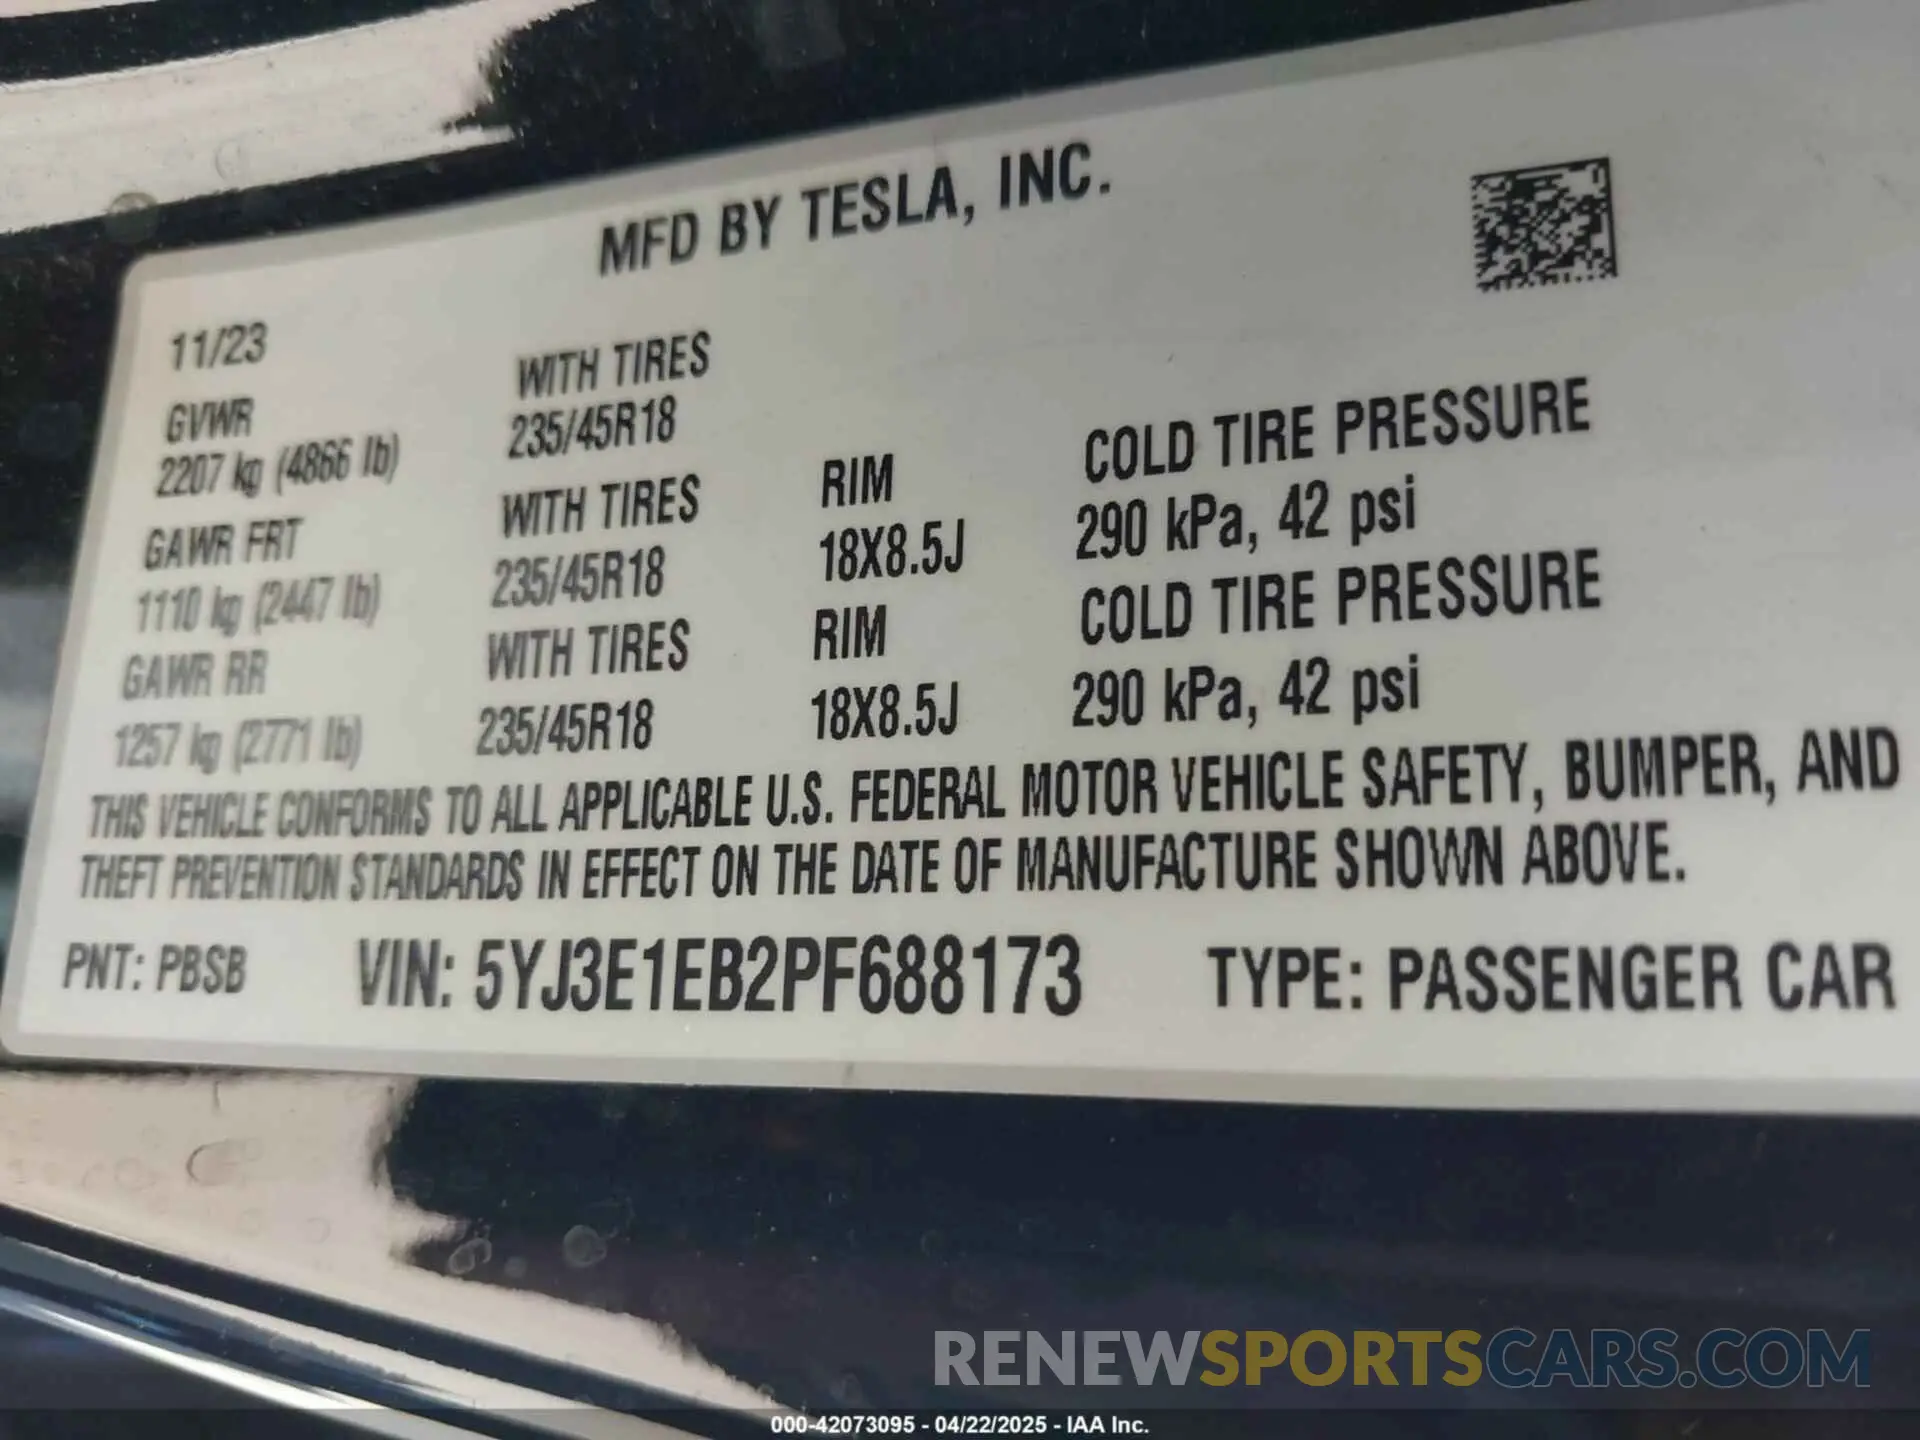 MFD BY TESLA, INC.
11/23
GVWR
2207 kg (4866 lb)
WITH TIRES
235/45R18
GAWR FRT
1110 kg (2447 lb)
WITH TIRES
235/45R18
RIM
18X8.5J
COLD TIRE PRESSURE
290 kPa, 42 psi
GAWR RR
1257 kg (2771 lb)
WITH TIRES
235/45R18
RIM
18X8.5J
COLD TIRE PRESSURE
290 kPa, 42 psi
THIS VEHICLE CONFORMS TO ALL APPLICABLE U.S. FEDERAL MOTOR VEHICLE SAFETY, BUMPER, AND
THEFT PREVENTION STANDARDS IN EFFECT ON THE DATE OF MANUFACTURE SHOWN ABOVE.
PNT: PBSB VIN: 5YJ3E1EB2PF688173 TYPE: PASSENGER CAR
RENEWSPORTSCARS.COM
000-42073095 - 04/22/2025 - IAA Inc.